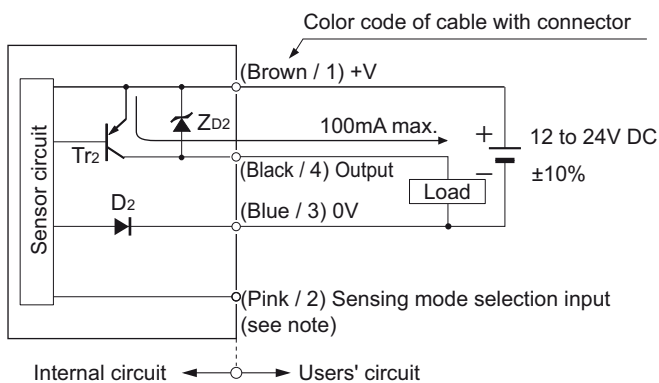 Color code of cable with connector
(Brown / 1) +V
Sensor circuit
Tr2
ZD2
100mA max.
+
−
12 to 24V DC
±10%
(Black / 4) Output
Load
D2
(Blue / 3) 0V
(Pink / 2) Sensing mode selection input
(see note)
Internal circuit
Users' circuit